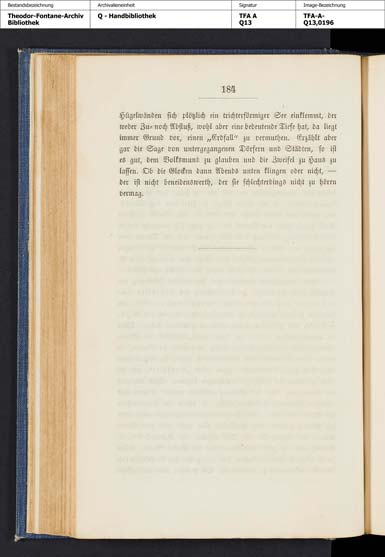 Bestandsbezeichnung Archivalieneinheit Signatur Image-Bezeichnung
Theodor-Fontane-Archiv Q - Handbibliothek TFA A TFA-A-
Bibliothek Q13 Q13,0196
184
Hügelwänden sich plötzlich ein trichterförmiger See einklemmt, der
weder Zu- noch Abfluß, wohl aber eine bedeutende Tiefe hat, da liegt
immer Grund vor, einen „Erdfall“ zu vermuthen. Erzählt aber
gar die Sage von untergegangenen Dörfern und Städten, so ist
es gut, dem Volksmund zu glauben und die Zweifel zu Haus zu
lassen. Ob die Glocken dann Abends unten klingen oder nicht, —
der ist nicht beneidenswerth, der sie schlechterdings nicht zu hören
vermag.